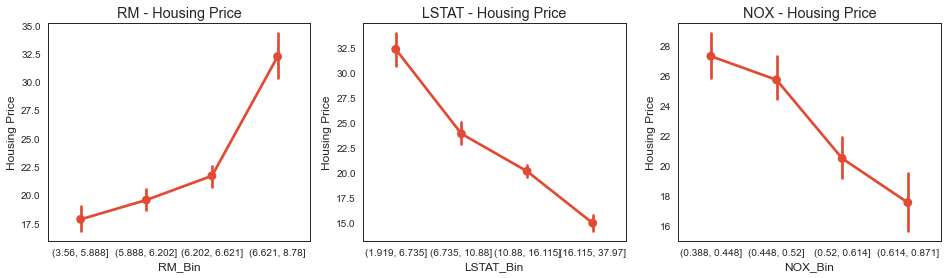 RM - Housing Price
Housing Price
35.0
32.5
30.0
27.5
25.0
22.5
20.0
17.5
(3.56, 5.888] (5.888, 6.202] (6.202, 6.621] (6.621, 8.78]
RM_Bin
LSTAT - Housing Price
Housing Price
32.5
30.0
27.5
25.0
22.5
20.0
17.5
15.0
(1.919, 6.735] (6.735, 10.88] (10.88, 16.115] (16.115, 37.97]
LSTAT_Bin
NOX - Housing Price
Housing Price
28
26
24
22
20
18
16
(0.388, 0.448] (0.448, 0.52] (0.52, 0.614] (0.614, 0.871]
NOX_Bin